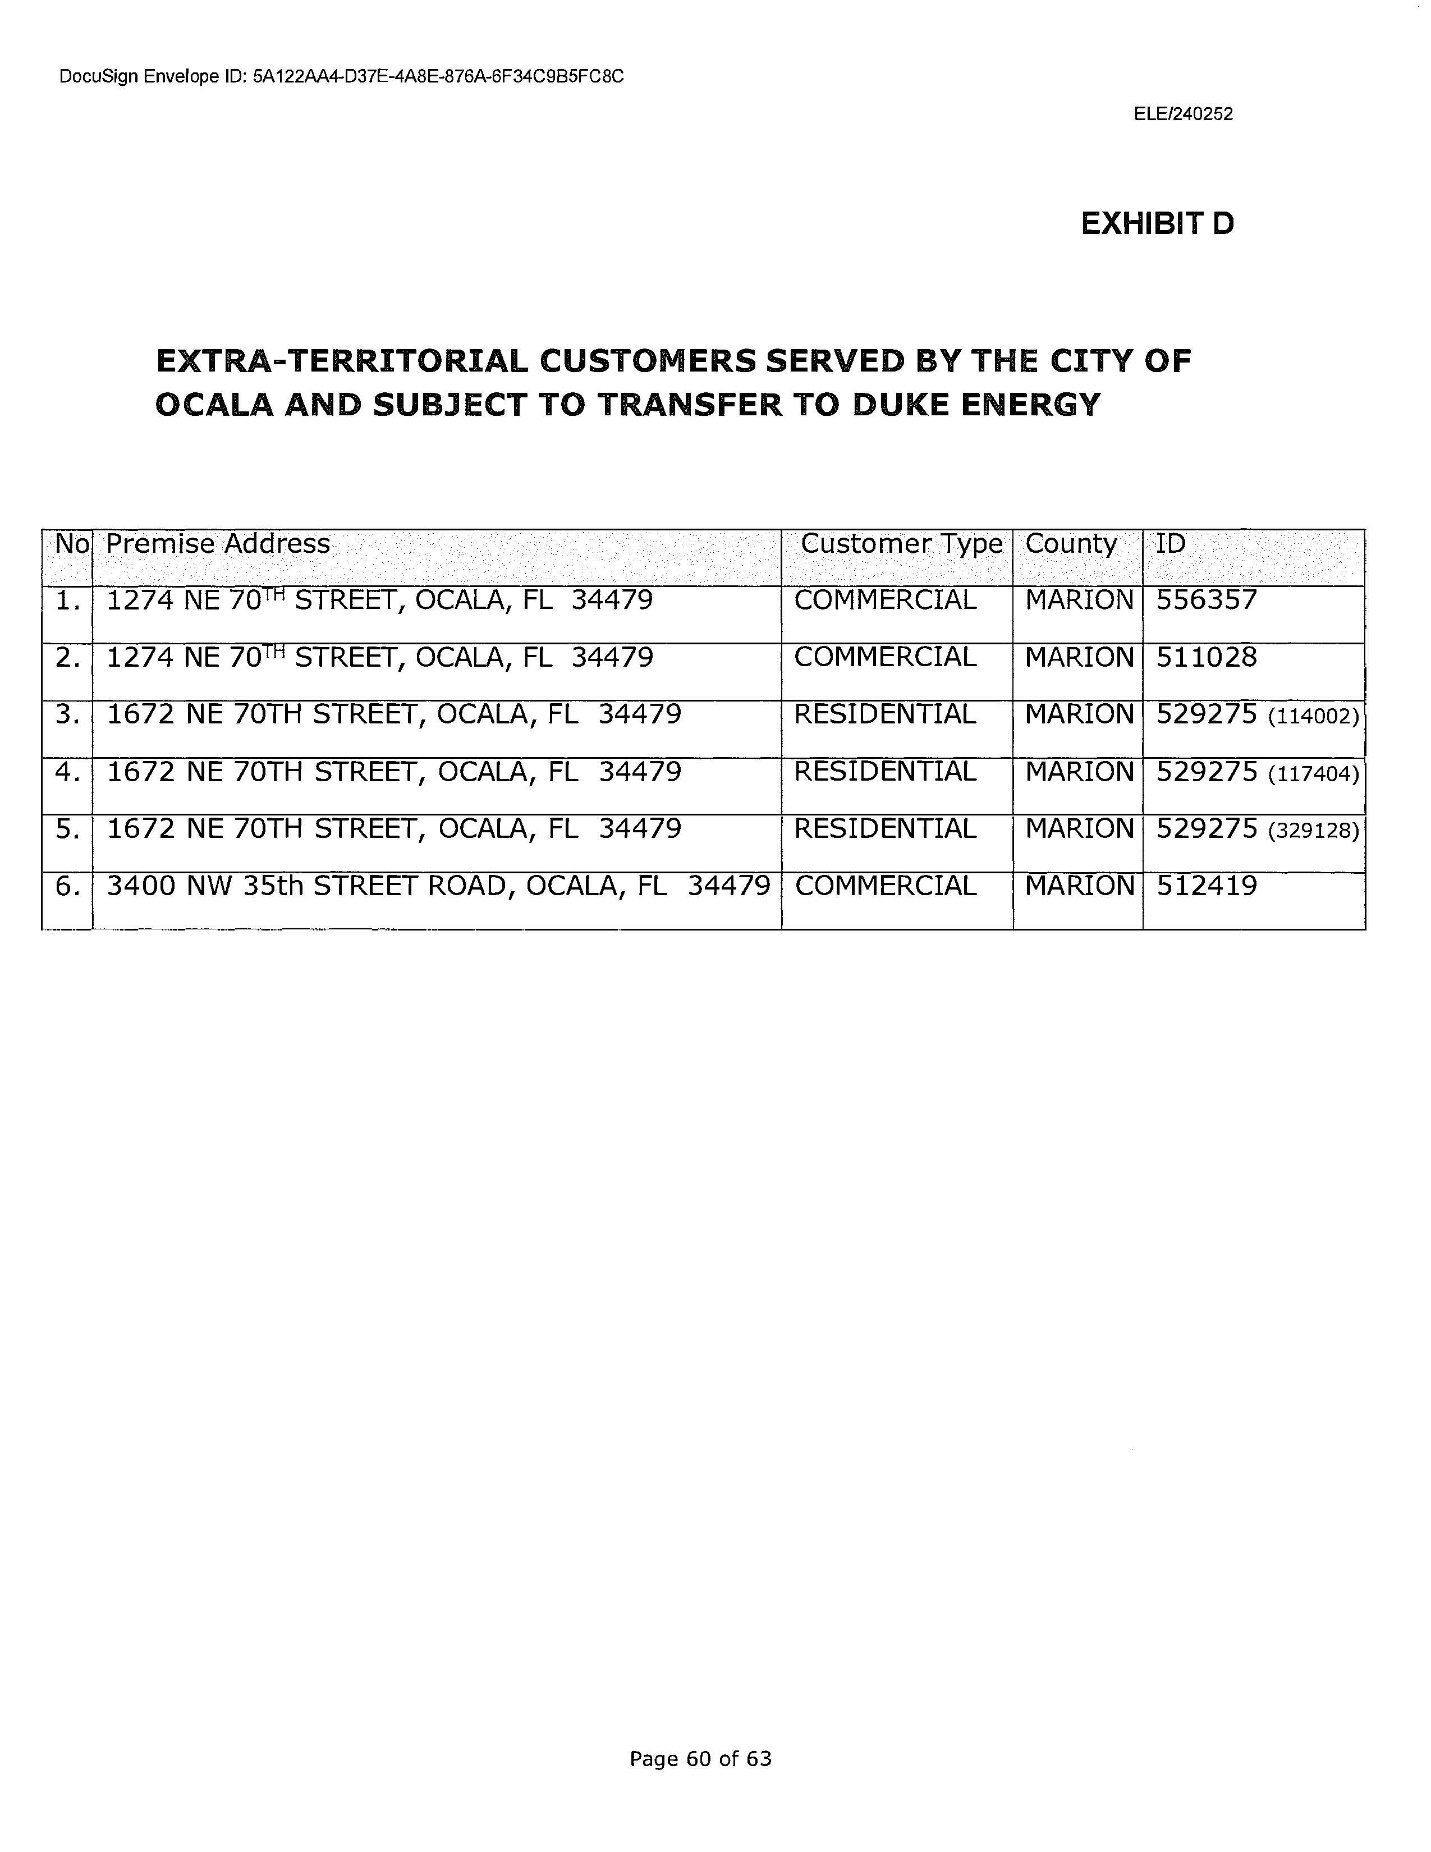 DocuSign Envelope ID: 5A122AA4-D37E-4A8E-876A-6F34C9B5FC8C
ELE/240252
EXHIBIT D
EXTRA-TERRITORIAL CUSTOMERS SERVED BY THE CITY OF
OCALA AND SUBJECT TO TRANSFER TO DUKE ENERGY
No Premise Address Customer Type County ID
1. 1274 NE 70TH STREET, OCALA, FL 34479 COMMERCIAL MARION 556357
2. 1274 NE 70TH STREET, OCALA, FL 34479 COMMERCIAL MARION 511028
3. 1672 NE 70TH STREET, OCALA, FL 34479 RESIDENTIAL MARION 529275 (114002)
4. 1672 NE 70TH STREET, OCALA, FL 34479 RESIDENTIAL MARION 529275 (117404)
5. 1672 NE 70TH STREET, OCALA, FL 34479 RESIDENTIAL MARION 529275 (329128)
6. 3400 NW 35th STREET ROAD, OCALA, FL 34479 COMMERCIAL MARION 512419
Page 60 of 63